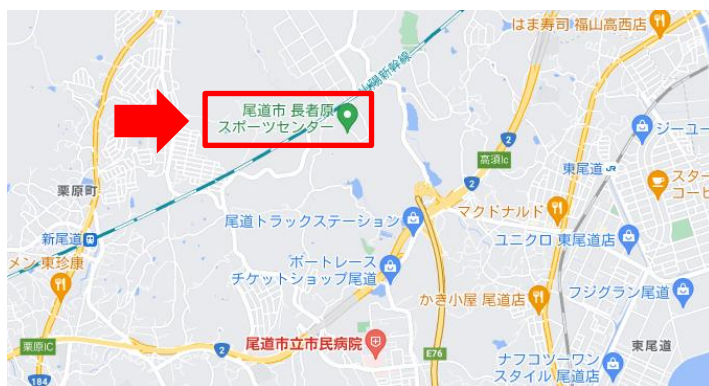 はま寿司 福山高西店
山陽新幹線
尾道市 長者原
スポーツセンター
2
ジーユー
高須Ic
東尾道
JR
2
スター
コーヒ
栗原町
マクドナルド
尾道トラックステーション
新尾道
ユニクロ 東尾道店
メン 東珍康
ボートレース
チケットショップ尾道
フジグラン尾道
かき小屋 尾道店
栗原IC
2
尾道市立市民病院
E76
東尾道
ナフコツーワン
スタイル 尾道店
184